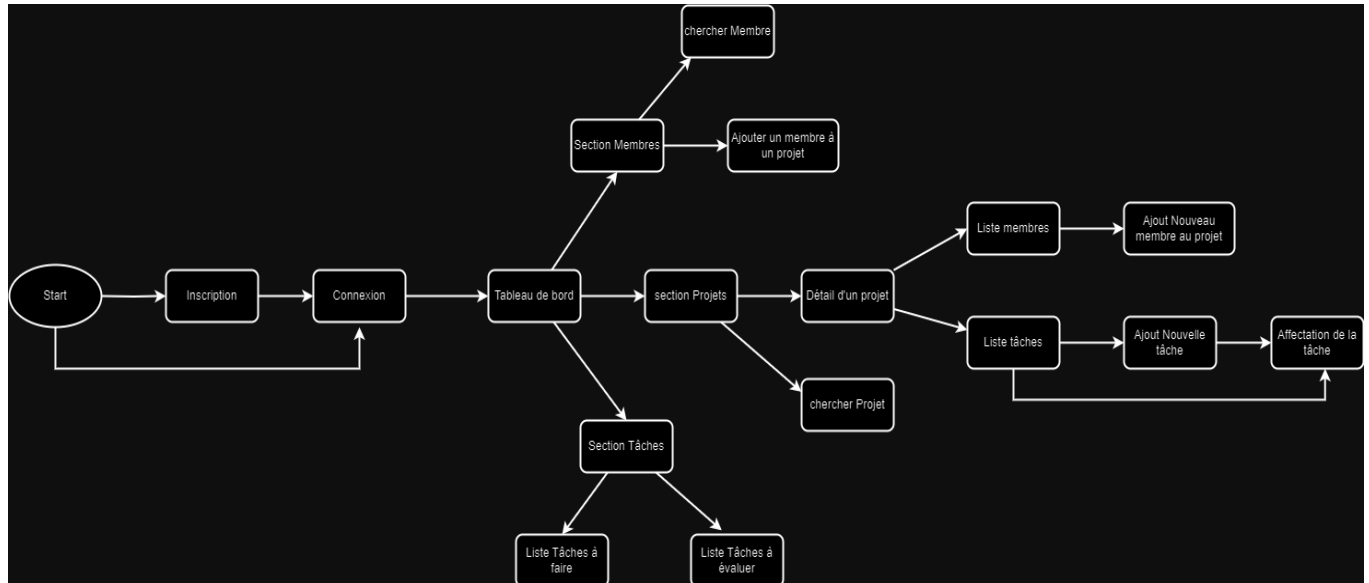 chercher Membre
Section Membres
Ajouter un membre à
un projet
Liste membres
Ajout Nouveau
membre au projet
Start
Inscription
Connexion
Tableau de bord
section Projets
Détail d'un projet
Liste tâches
Ajout Nouvelle
tâche
Affectation de la
tâche
chercher Projet
Section Tâches
Liste Tâches à
faire
Liste Tâches à
évaluer